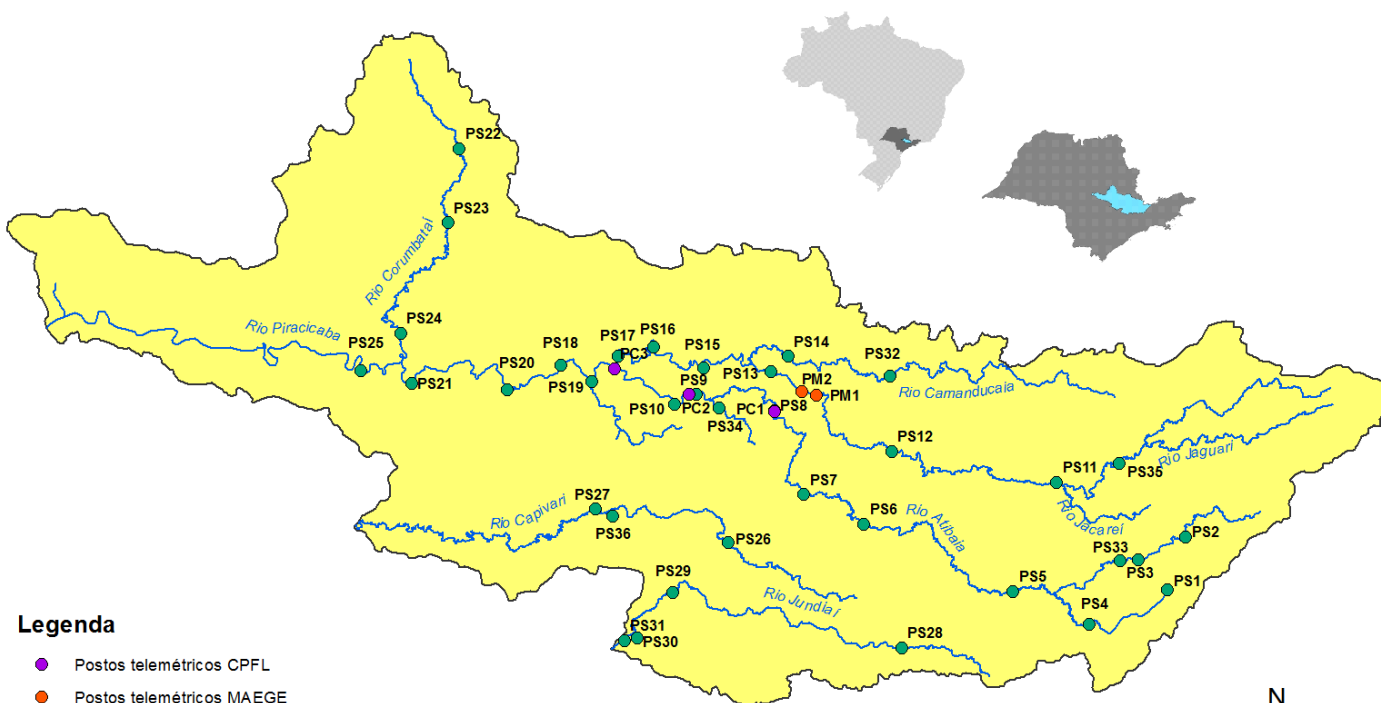 PS22
PS23
Rio Corumbataí
PS24
Rio Piracicaba
PS25
PS21
PS20
PS18
PS19
PS17
PC3
PS16
PS15
PS14
PS13
PS32
Rio Camanducaia
PM2
PM1
PS9
PS10
PC2
PS34
PC1
PS8
PS12
PS11
PS35
Rio Jaguari
Rio Jacareí
PS7
PS6
Rio Atibaia
PS2
PS33
PS3
PS1
PS5
PS4
PS27
Rio Capivari
PS36
PS26
PS29
Rio Jundiaí
PS31
PS30
PS28
Legenda
Postos telemétricos CPFL
Postos telemétricos MAEGE
N